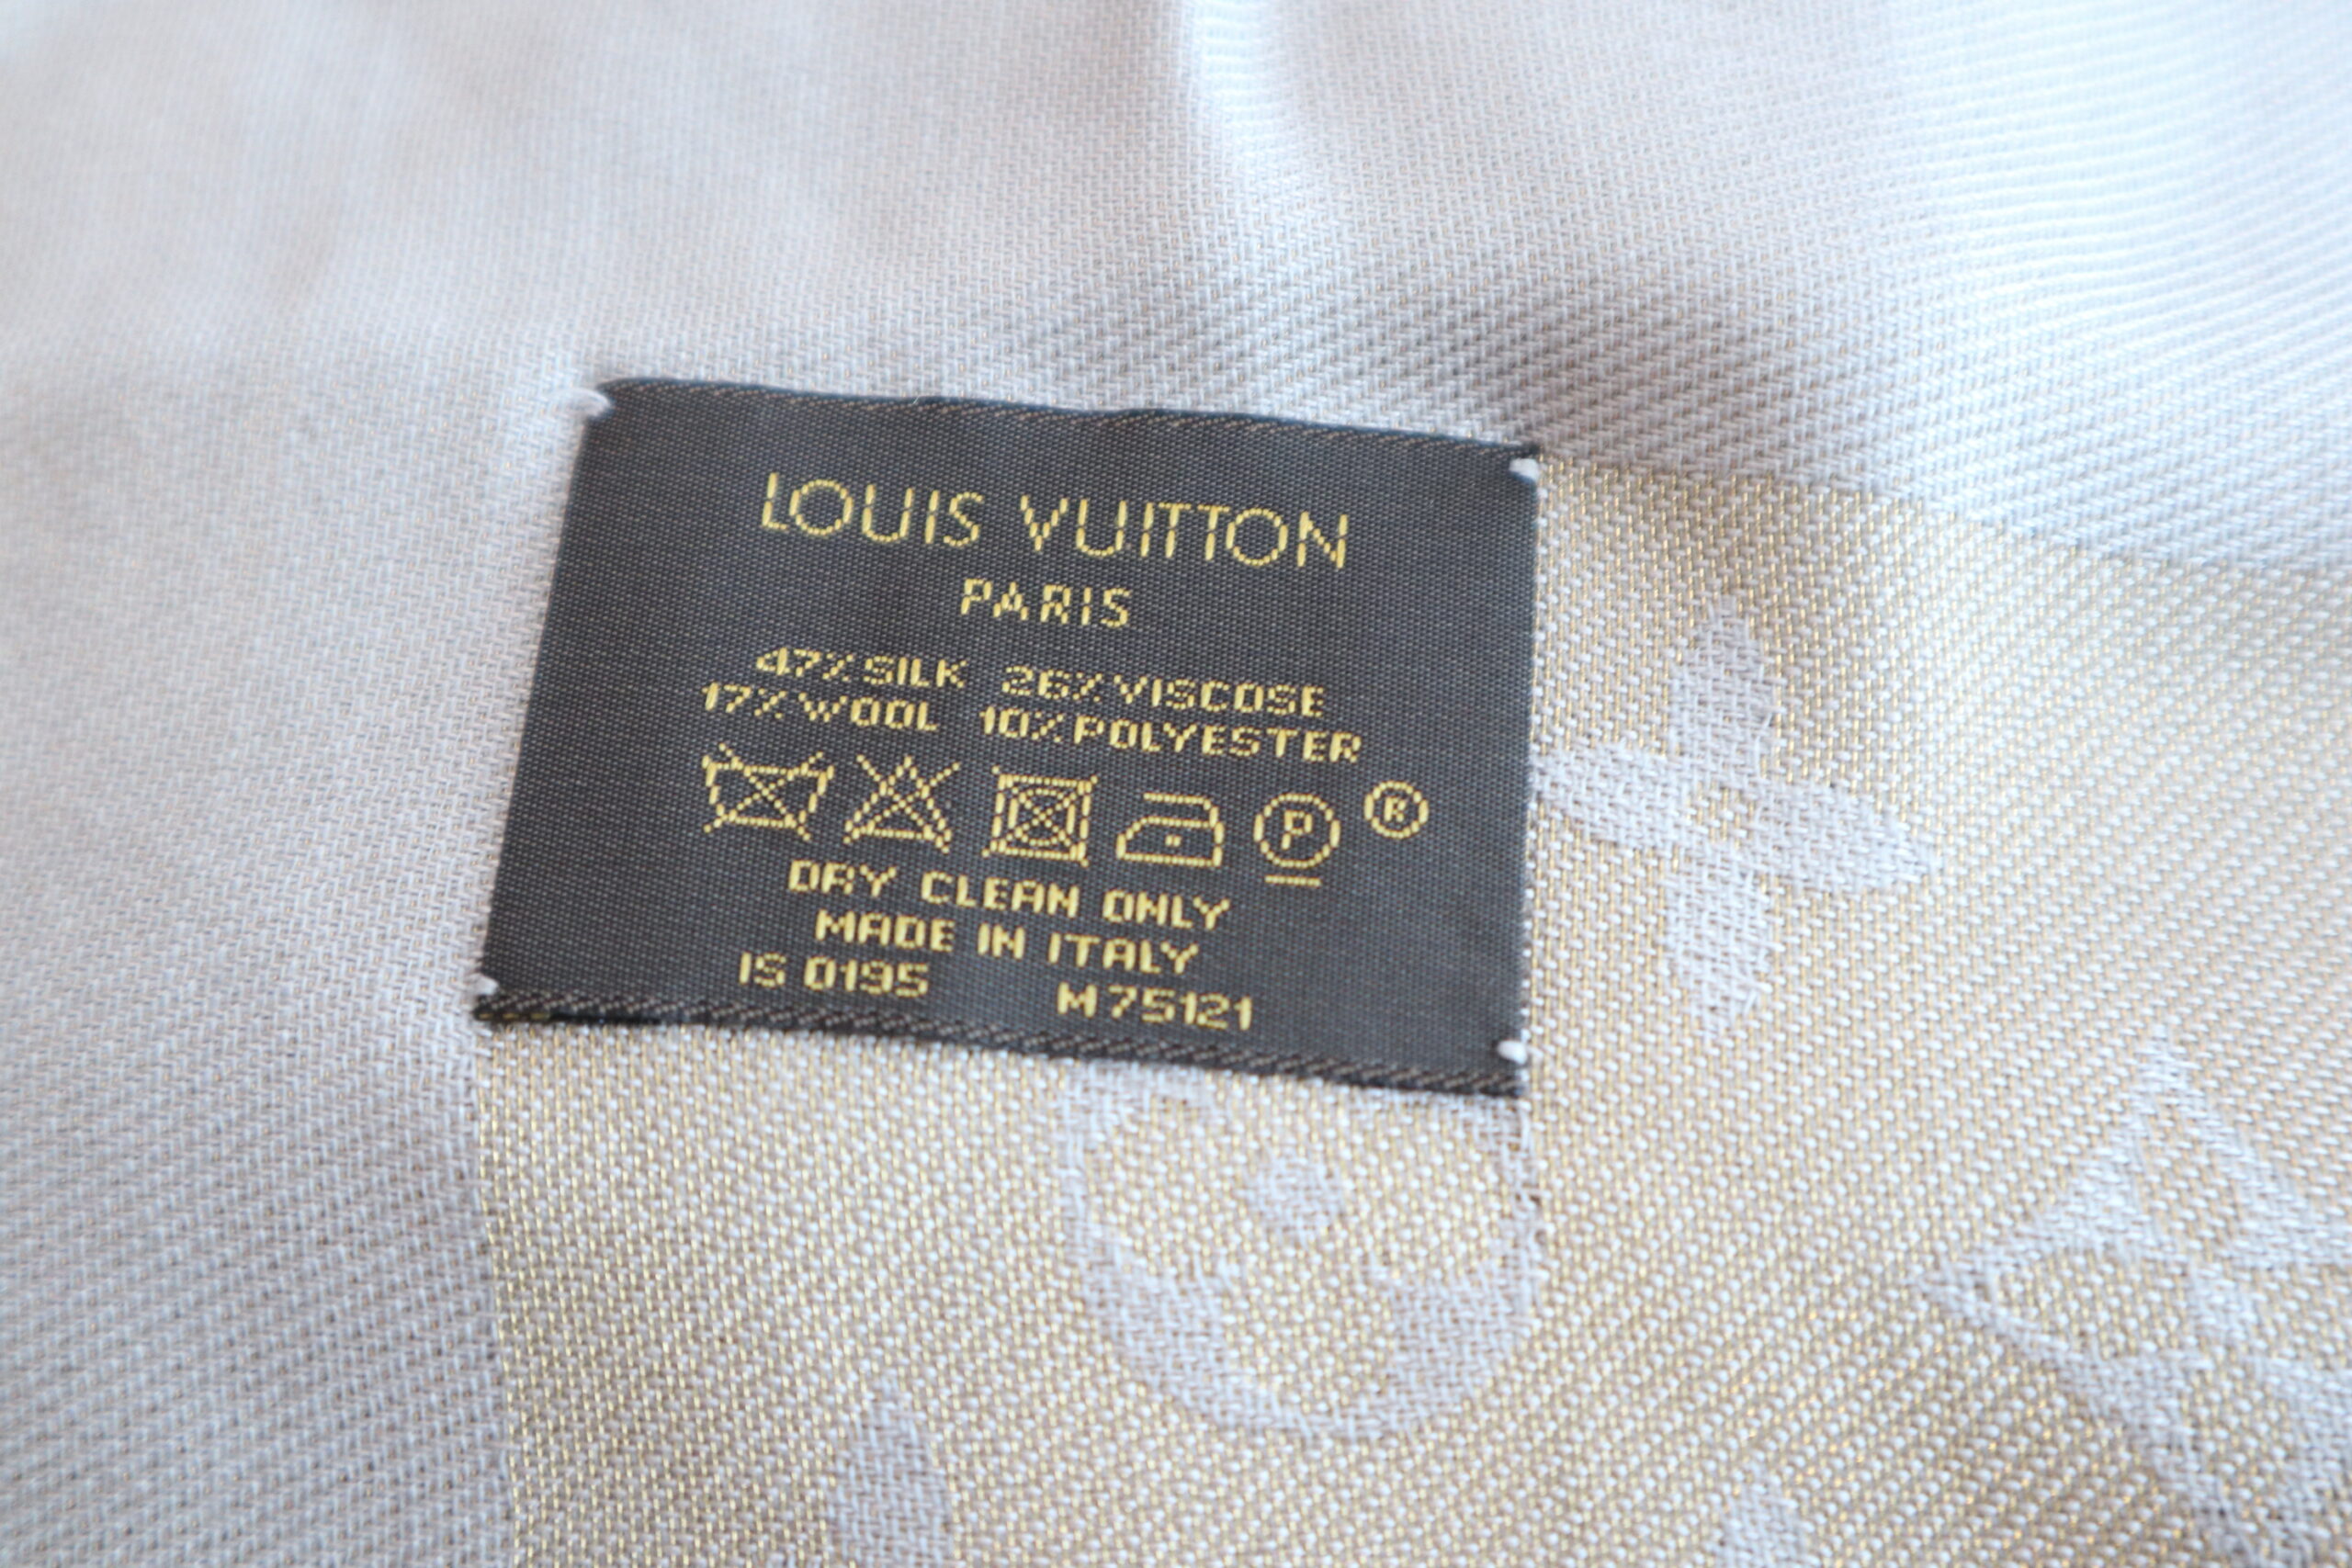 LOUIS VUITTON
PARIS
47% SILK 26% VISCOSE
17% WOOL 10% POLYESTER
P ®
DRY CLEAN ONLY
MADE IN ITALY
IS 0195 M75121